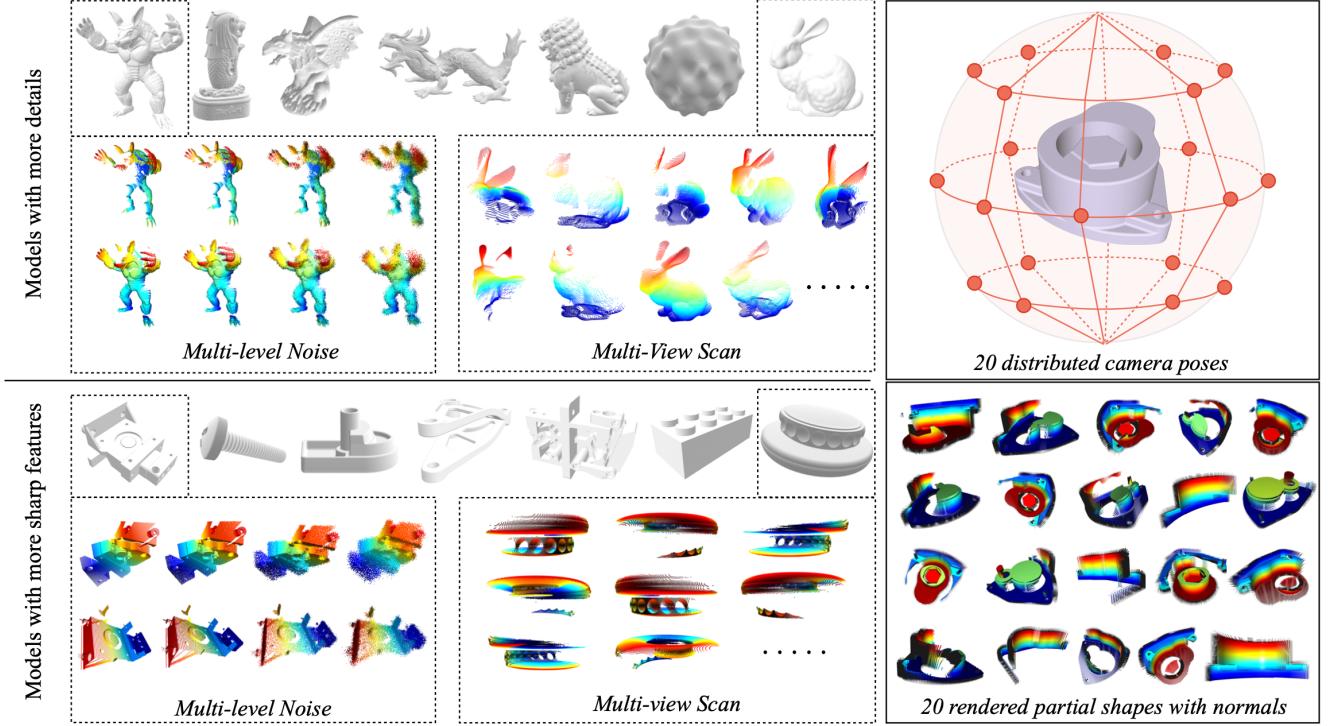 Models with more details
Multi-level Noise
Multi-View Scan
20 distributed camera poses
Models with more sharp features
Multi-level Noise
Multi-view Scan
20 rendered partial shapes with normals